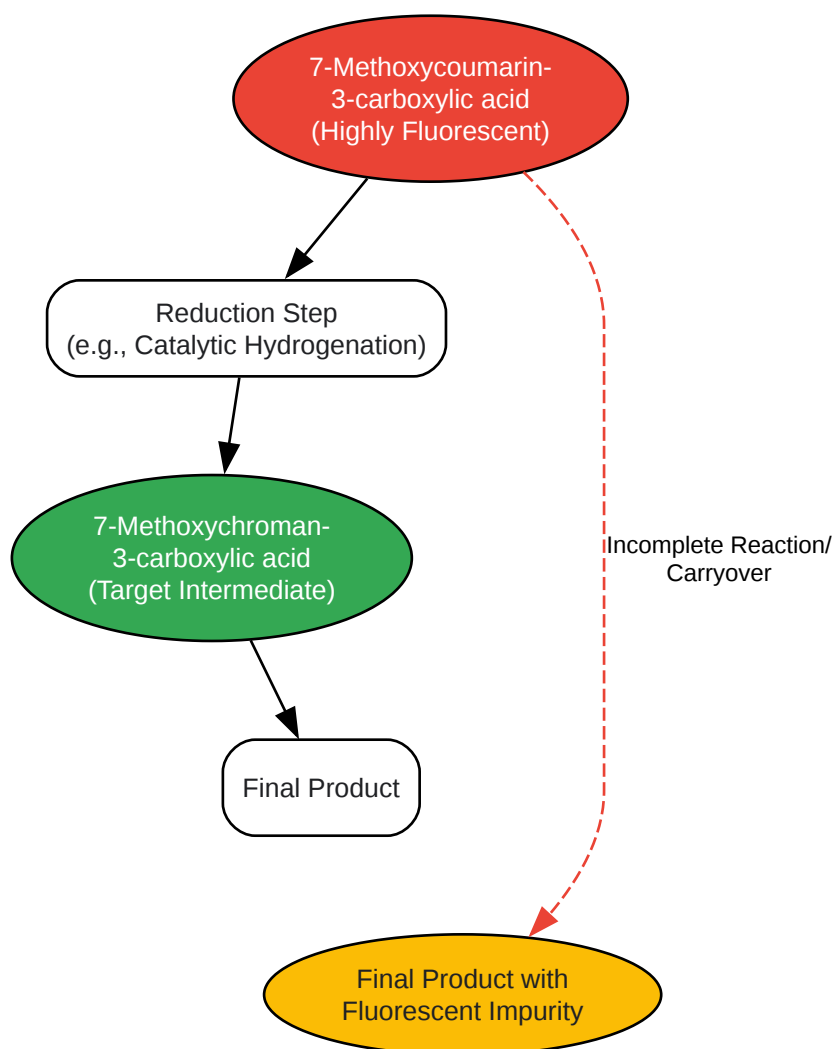 7-Methoxycoumarin-
3-carboxylic acid
(Highly Fluorescent)
Reduction Step
(e.g., Catalytic Hydrogenation)
7-Methoxychroman-
3-carboxylic acid
(Target Intermediate)
Incomplete Reaction/
Carryover
Final Product
Final Product with
Fluorescent Impurity